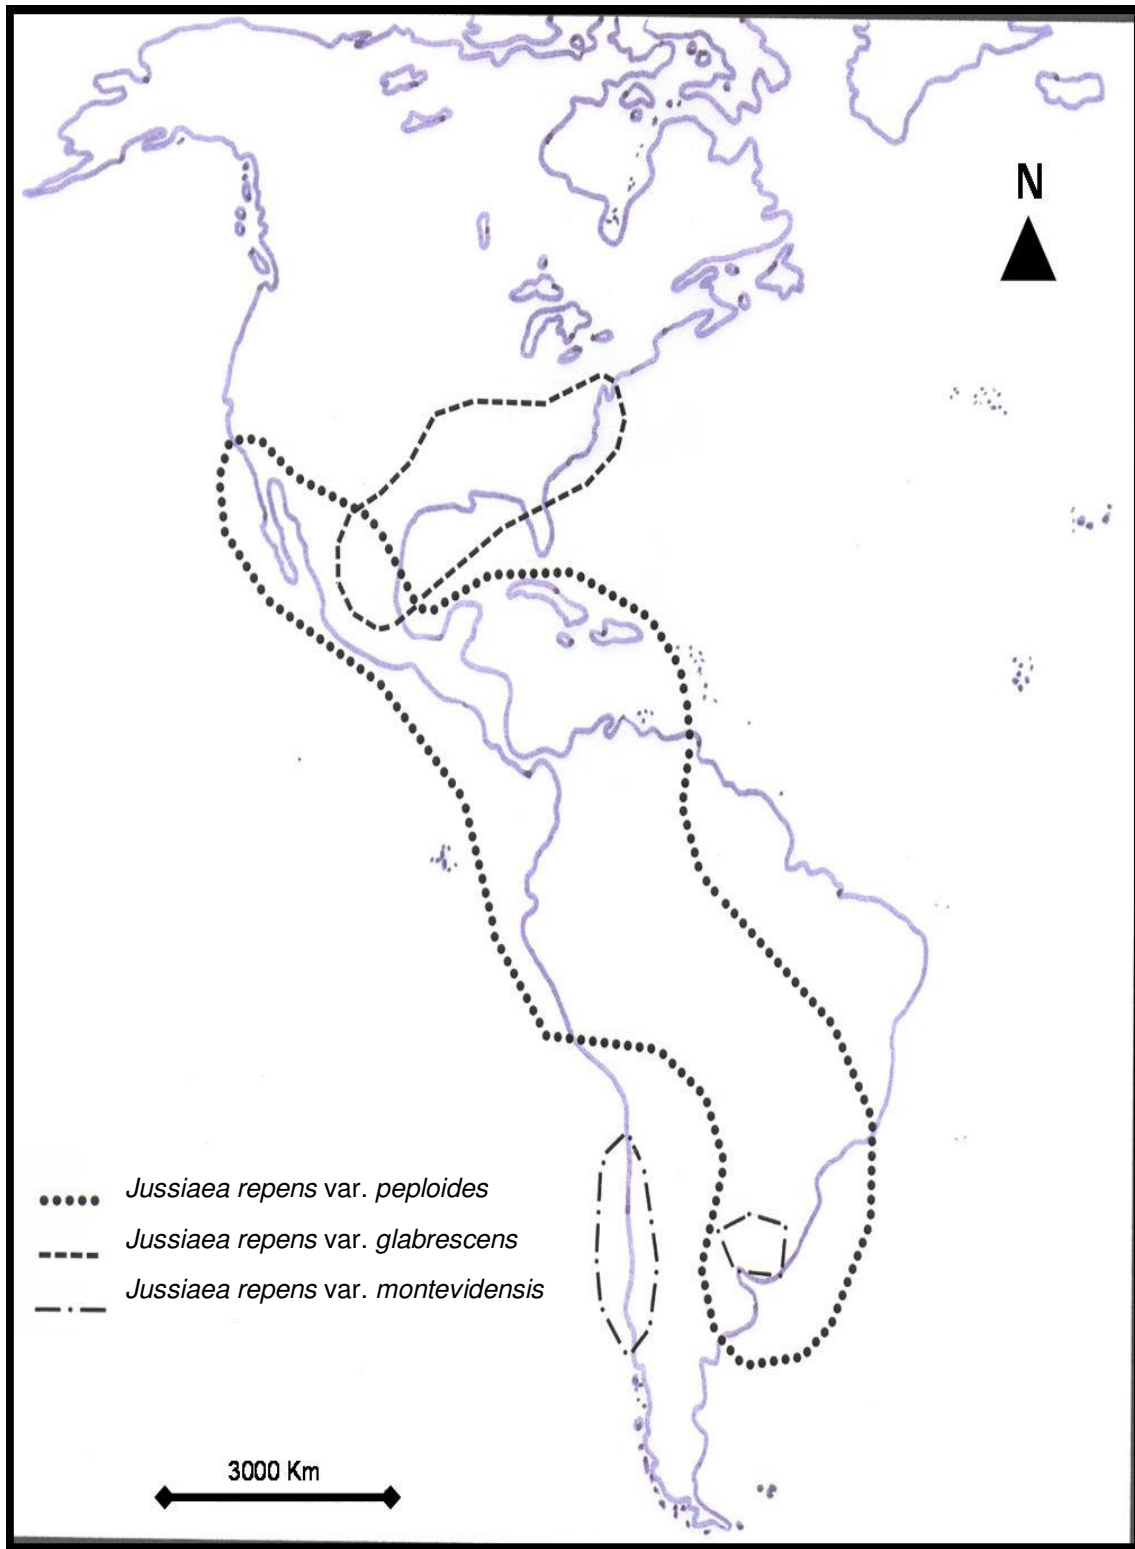 N
Jussiaea repens var. peploides
Jussiaea repens var. glabrescens
Jussiaea repens var. montevidensis
3000 Km